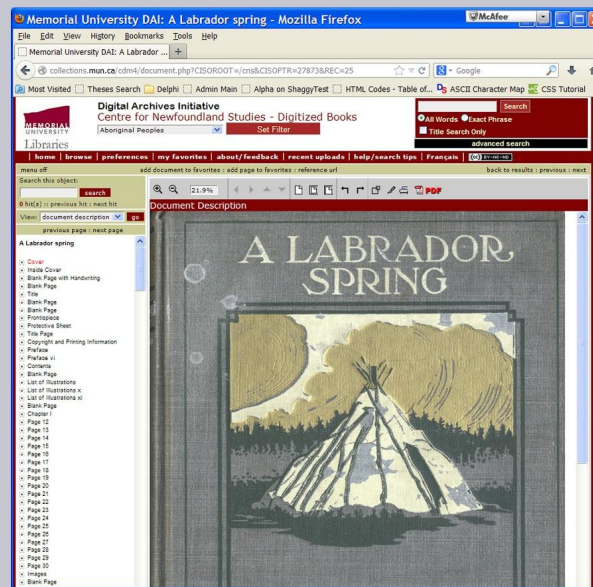 Memorial University DAI: A Labrador spring - Mozilla Firefox
McAfee
File Edit View History Bookmarks Tools Help
Memorial University DAI: A Labrador ...
collections.mun.ca/cdm4/document.php?CISOROOT=/cns&CISOPTR=27873&REC=25
Google
Most Visited Theses Search Delphi Admin Main Alpha on ShaggyTest HTML Codes - Table of... DS ASCII Character Map CSS Tutorial
MEMORIAL
UNIVERSITY
Libraries
Digital Archives Initiative
Centre for Newfoundland Studies - Digitized Books
Aboriginal Peoples Set Filter
Search
All Words Exact Phrase
Title Search Only
advanced search
| home | browse | preferences | my favorites | about/feedback | recent uploads | help/search tips | Français | (cc) BY-NC-ND
menu off add document to favorites : add page to favorites : reference url back to results : previous : next
Search this object:
search
0 hit(s) :: previous hit : next hit
View: document description go
previous page : next page
21.9% PDF
Document Description
A Labrador spring
Cover
Inside Cover
Blank Page with Handwriting
Blank Page
Title
Blank Page
Blank Page
Frontispiece
Protective Sheet
Title Page
Copyright and Printing Information
Preface
Preface vi
Contents
Blank Page
List of Illustrations
List of Illustrations x
List of Illustrations xi
Blank Page
Chapter I
Page 12
Page 13
Page 14
Page 15
Page 16
Page 17
Page 18
Page 19
Page 20
Page 21
Page 22
Page 23
Page 24
Page 25
Page 26
Page 27
Page 28
Page 29
Page 30
Images
Blank Page
A LABRADOR
SPRING